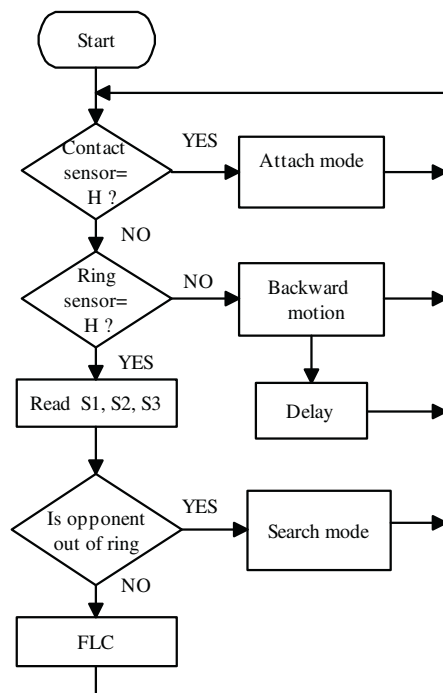 Start
Contact
sensor=
H ?
YES
Attach mode
NO
Ring
sensor=
H ?
NO
Backward
motion
YES
Read S1, S2, S3
Delay
Is opponent
out of ring
YES
Search mode
NO
FLC